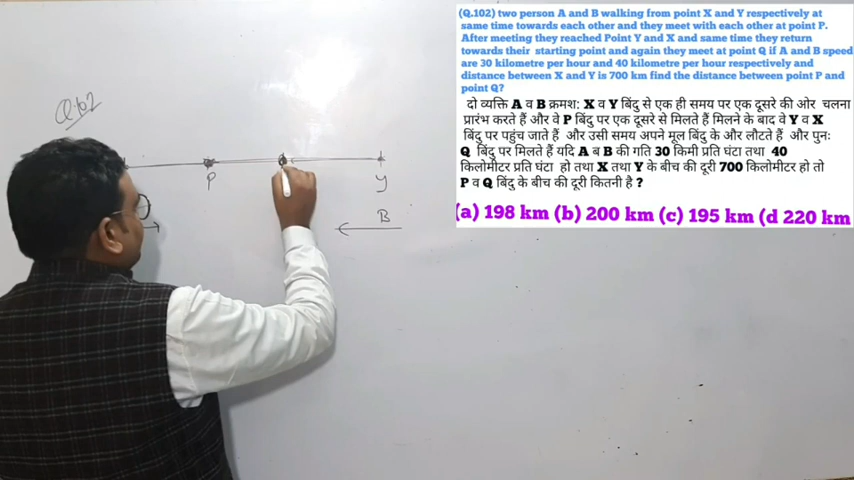 (Q.102) two person A and B walking from point X and Y respectively at
same time towards each other and they meet with each other at point P.
After meeting they reached Point Y and X and same time they return
towards their starting point and again they meet at point Q if A and B speed
are 30 kilometre per hour and 40 kilometre per hour respectively and
distance between X and Y is 700 km find the distance between point P and
point Q?
दो व्यक्ति A व B क्रमश: X व Y बिंदु से एक ही समय पर एक दूसरे की ओर चलना
प्रारंभ करते हैं और वे P बिंदु पर एक दूसरे से मिलते हैं मिलने के बाद वे Y व X
बिंदु पर पहुंच जाते हैं और उसी समय अपने मूल बिंदु के और लौटते हैं और पुनः
Q बिंदु पर मिलते हैं यदि A ब B की गति 30 किमी प्रति घंटा तथा 40
किलोमीटर प्रति घंटा हो तथा X तथा Y के बीच की दूरी 700 किलोमीटर हो तो
P व Q बिंदु के बीच की दूरी कितनी है ?
(a) 198 km (b) 200 km (c) 195 km (d 220 km
Q.102
P
Y
B